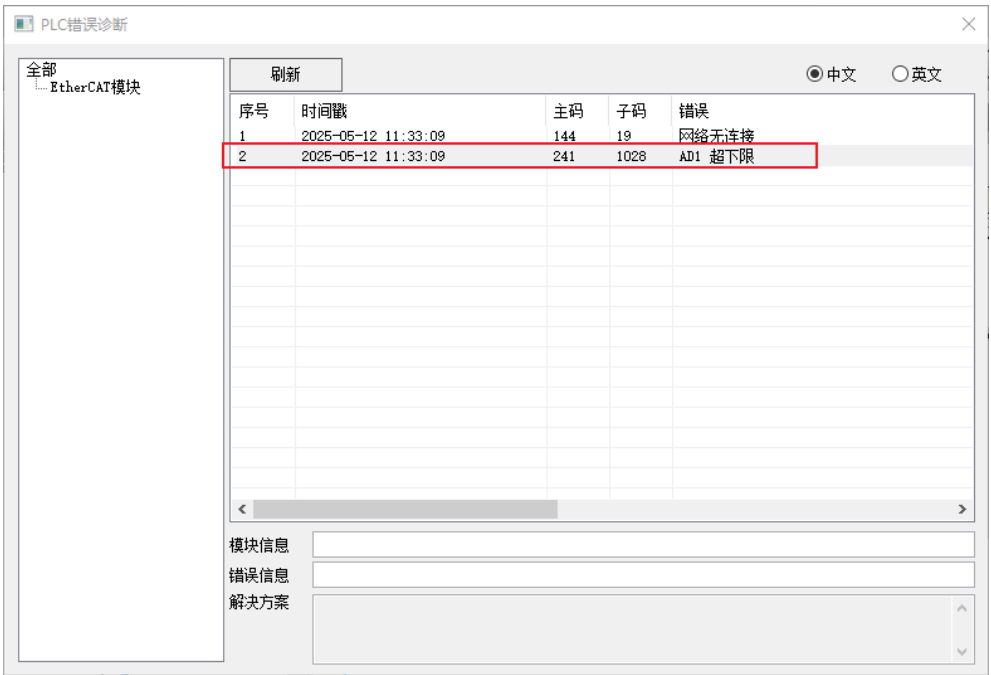 PLC错误诊断
全部
EtherCAT模块
刷新
中文 英文
序号 时间戳 主码 子码 错误
1 2025-05-12 11:33:09 144 19 网络无连接
2 2025-05-12 11:33:09 241 1028 AD1 超下限
模块信息
错误信息
解决方案